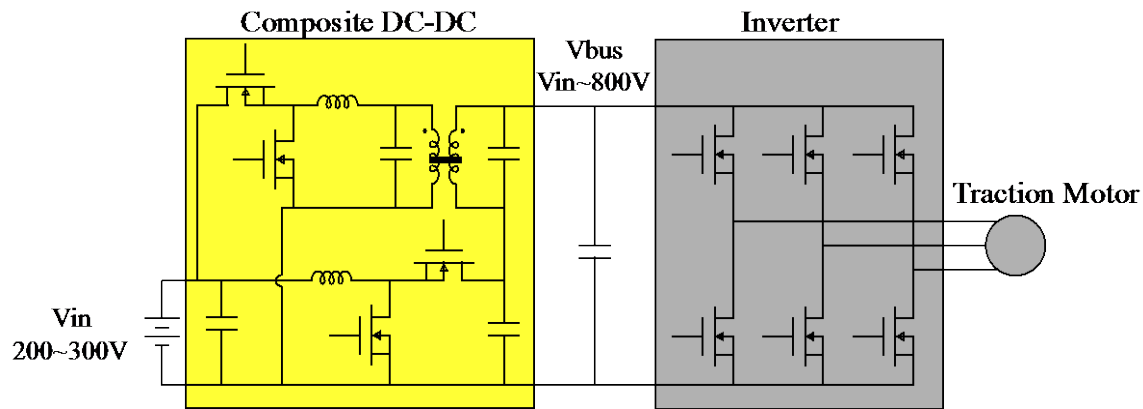 Composite DC-DC
Inverter
Vbus
Vin~800V
Traction Motor
Vin
200~300V